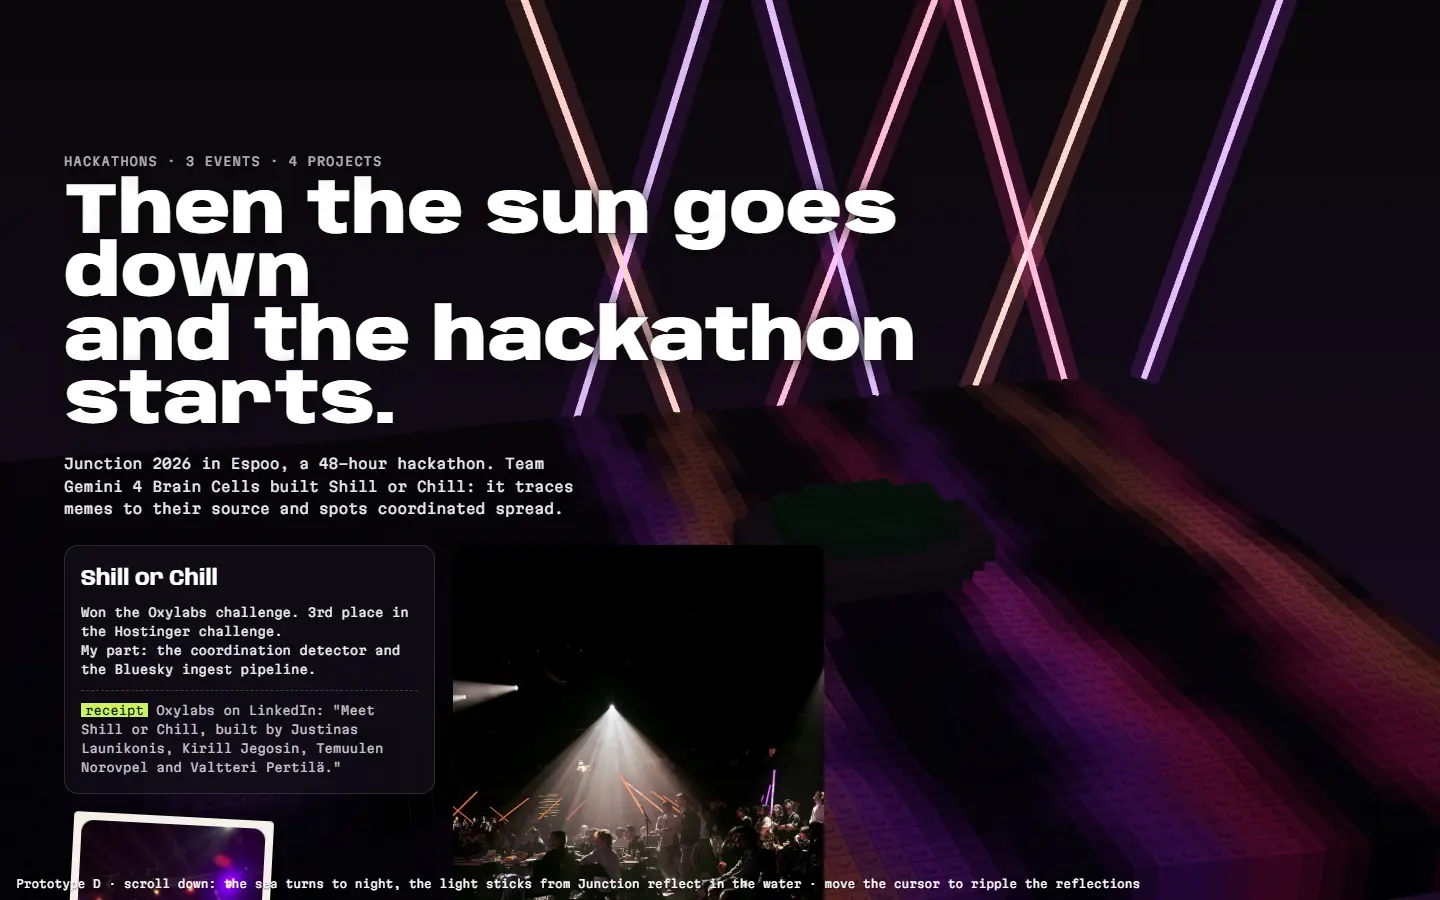 HACKATHONS · 3 EVENTS · 4 PROJECTS
Then the sun goes
down
and the hackathon
starts.
Junction 2026 in Espoo, a 48-hour hackathon. Team
Gemini 4 Brain Cells built Shill or Chill: it traces
memes to their source and spots coordinated spread.
Shill or Chill
Won the Oxylabs challenge. 3rd place in
the Hostinger challenge.
My part: the coordination detector and
the Bluesky ingest pipeline.
receipt Oxylabs on LinkedIn: "Meet
Shill or Chill, built by Justinas
Launikonis, Kirill Jegosin, Temuulen
Norovpel and Valtteri Pertilä."
Prototype D · scroll down: the sea turns to night, the light sticks from Junction reflect in the water · move the cursor to ripple the reflections